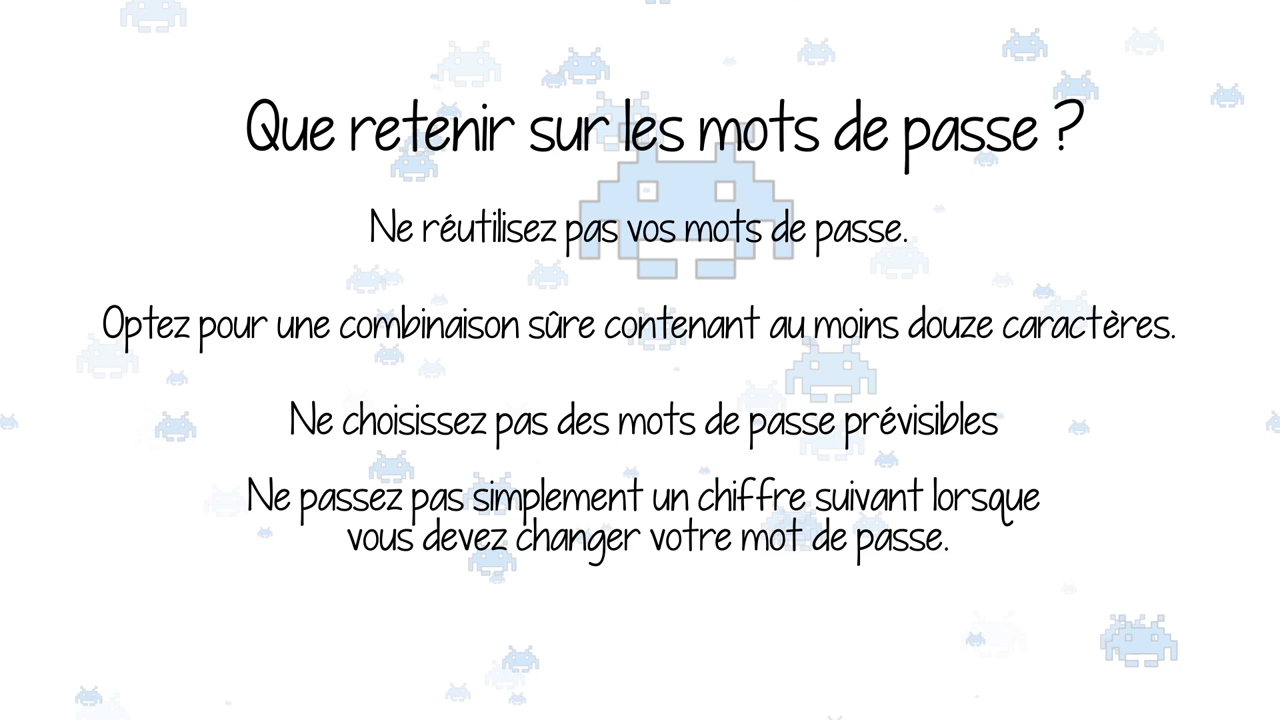 Que retenir sur les mots de passe ?
Ne réutilisez pas vos mots de passe.
Optez pour une combinaison sûre contenant au moins douze caractères.
Ne choisissez pas des mots de passe prévisibles
Ne passez pas simplement un chiffre suivant lorsque
vous devez changer votre mot de passe.